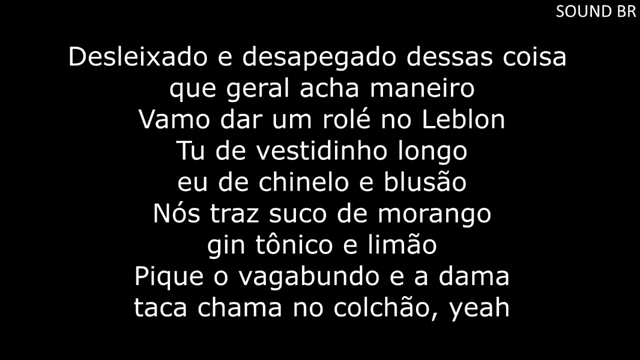 SOUND BR
Desleixado e desapegado dessas coisa
que geral acha maneiro
Vamo dar um rolé no Leblon
Tu de vestidinho longo
eu de chinelo e blusão
Nós traz suco de morango
gin tônico e limão
Pique o vagabundo e a dama
taca chama no colchão, yeah